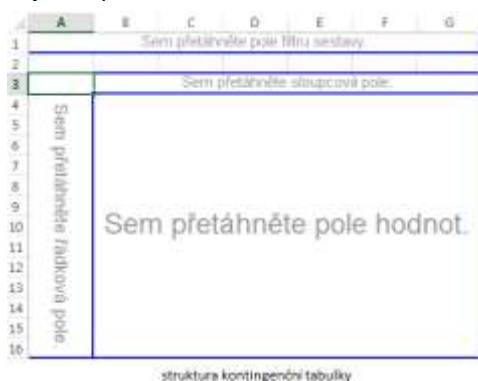 A B C D E F G
1 Sem přetáhněte pole filtru sestavy
2
3 Sem přetáhněte sloupcová pole.
4
5
6
7
8
9
10
11
12
13
14
15
16
Sem přetáhněte řádková pole.
Sem přetáhněte pole hodnot.
struktura kontingenční tabulky